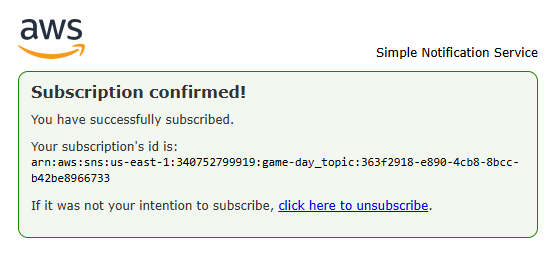 aws
Simple Notification Service
Subscription confirmed!
You have successfully subscribed.
Your subscription's id is:
arn:aws:sns:us-east-1:340752799919:game-day_topic:363f2918-e890-4cb8-8bcc-
b42be8966733
If it was not your intention to subscribe, click here to unsubscribe.